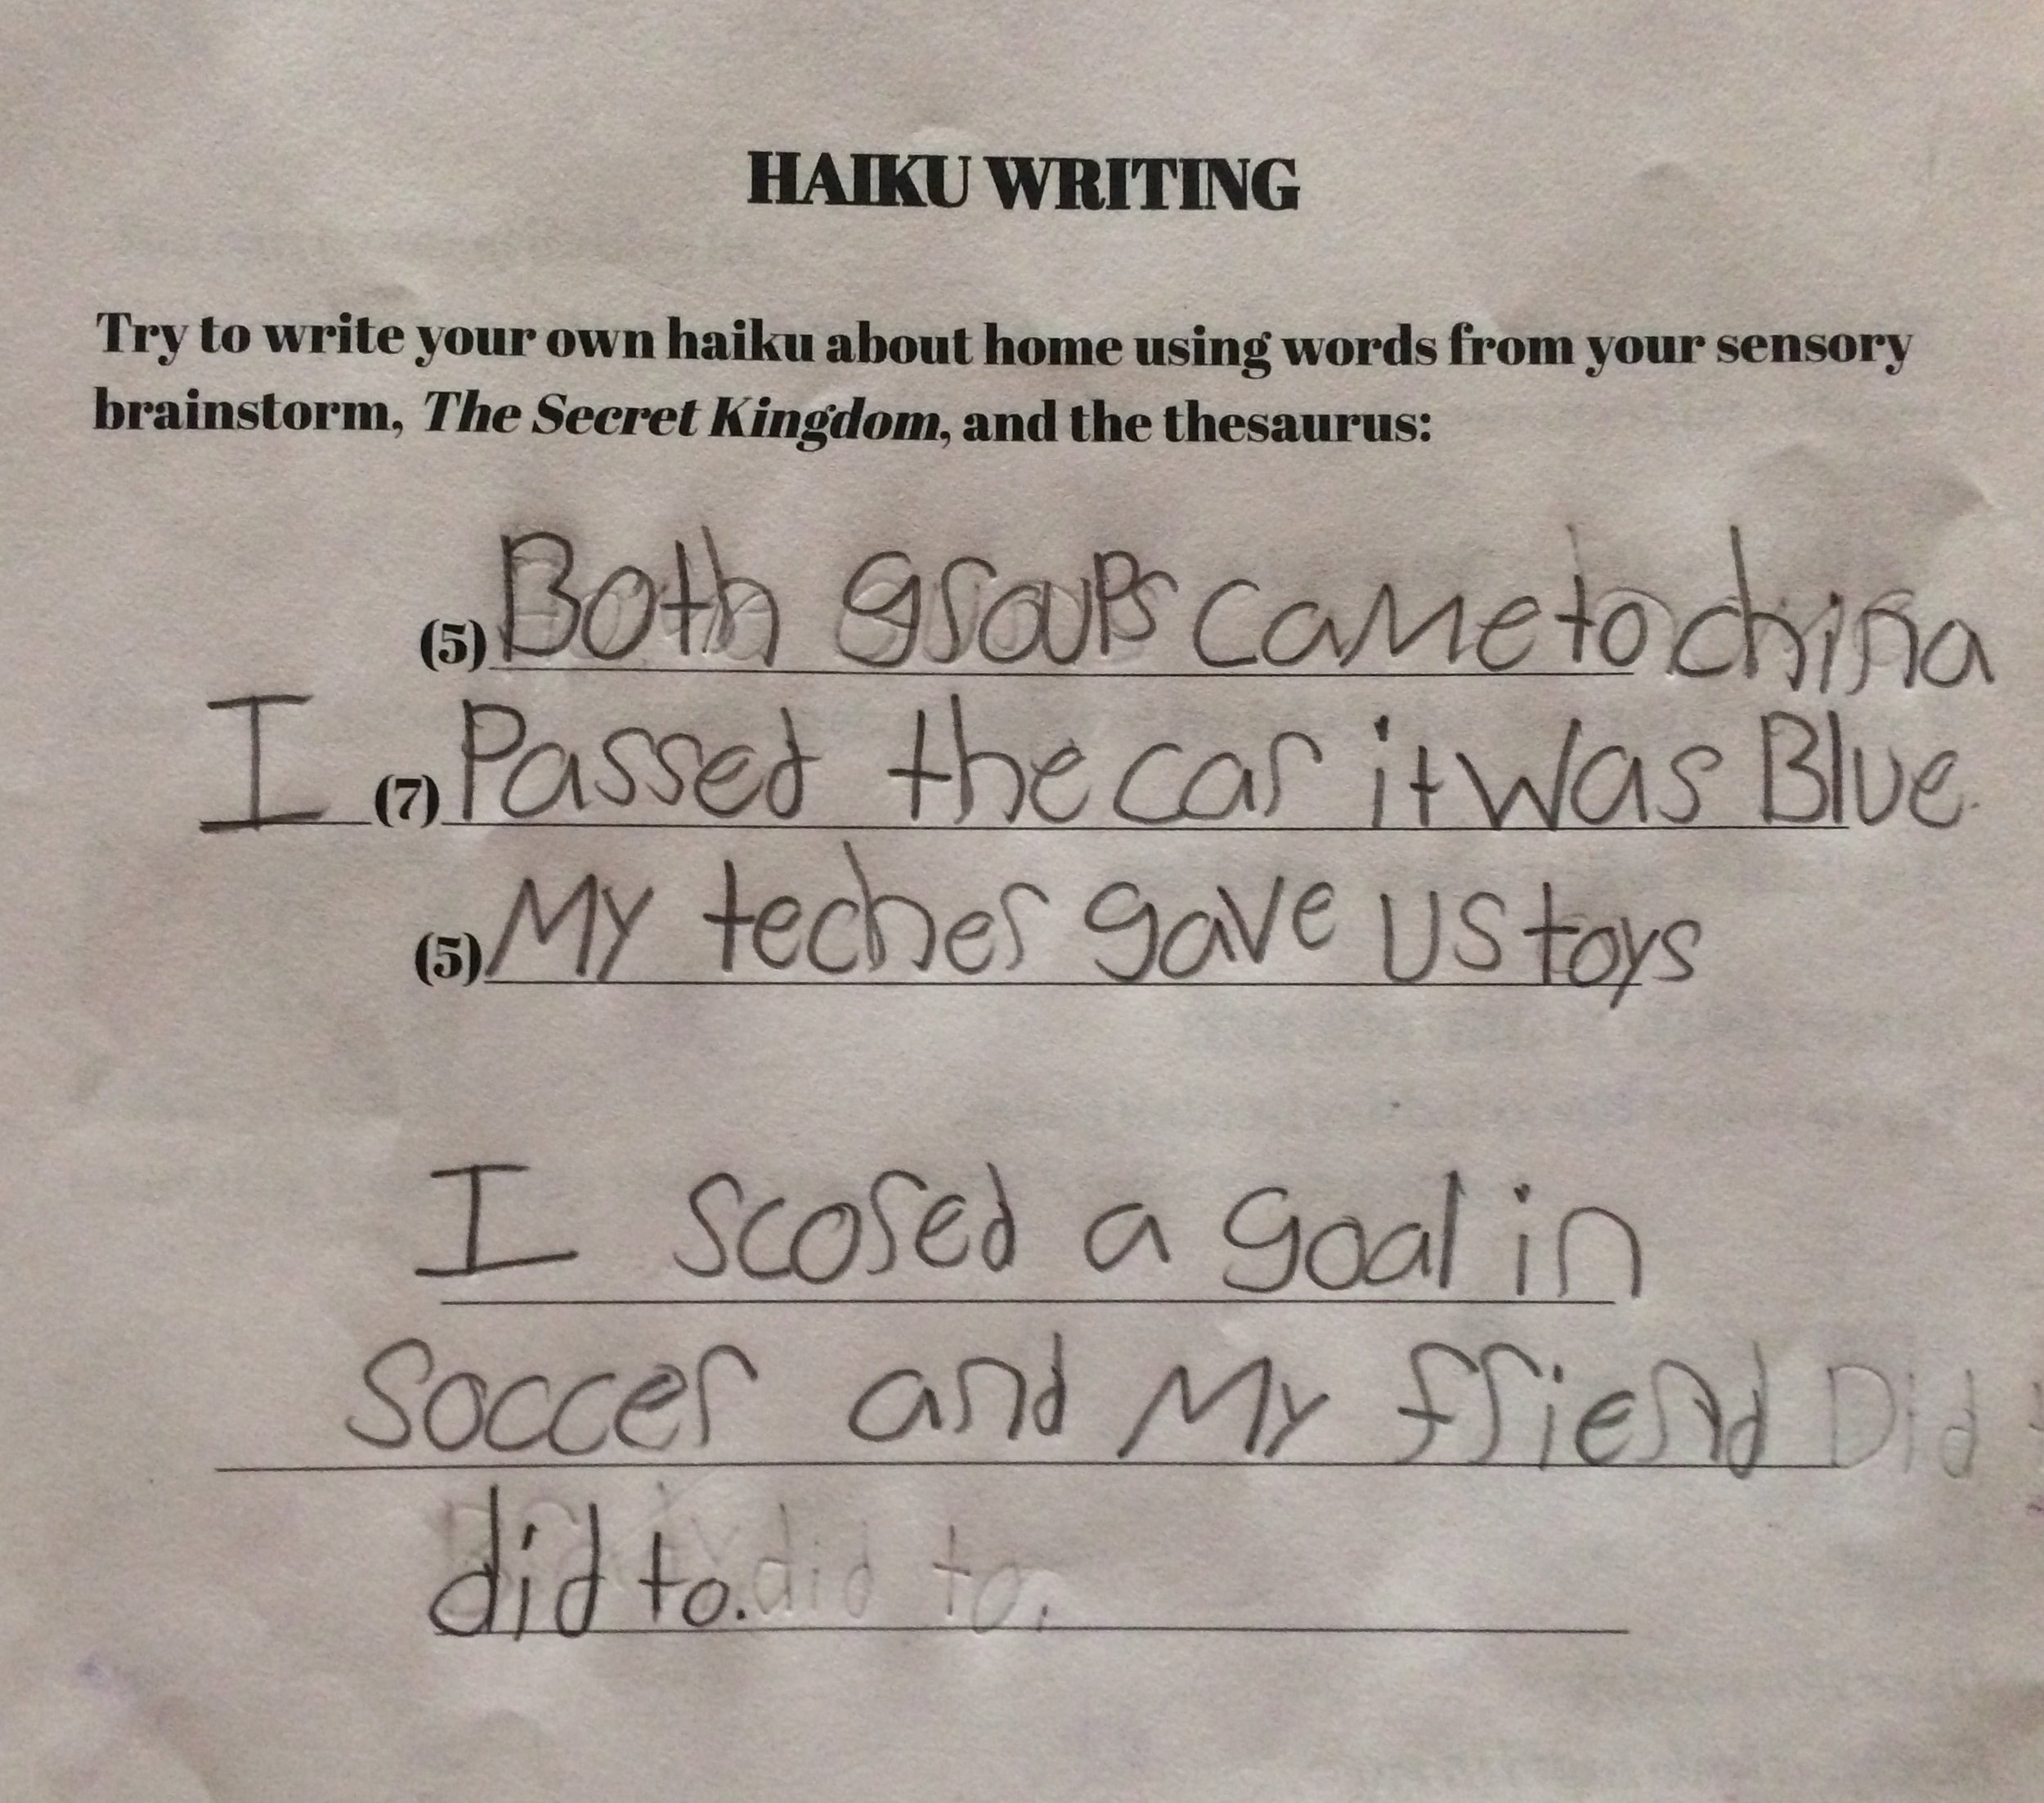 HAIKU WRITING
Try to write your own haiku about home using words from your sensory
brainstorm, The Secret Kingdom, and the thesaurus:
(5) Both groups came to china
I (7) Passed the car it was Blue.
(5) My techer gave us toys
I scored a goal in
Soccer and My friend Did
did to. did to.